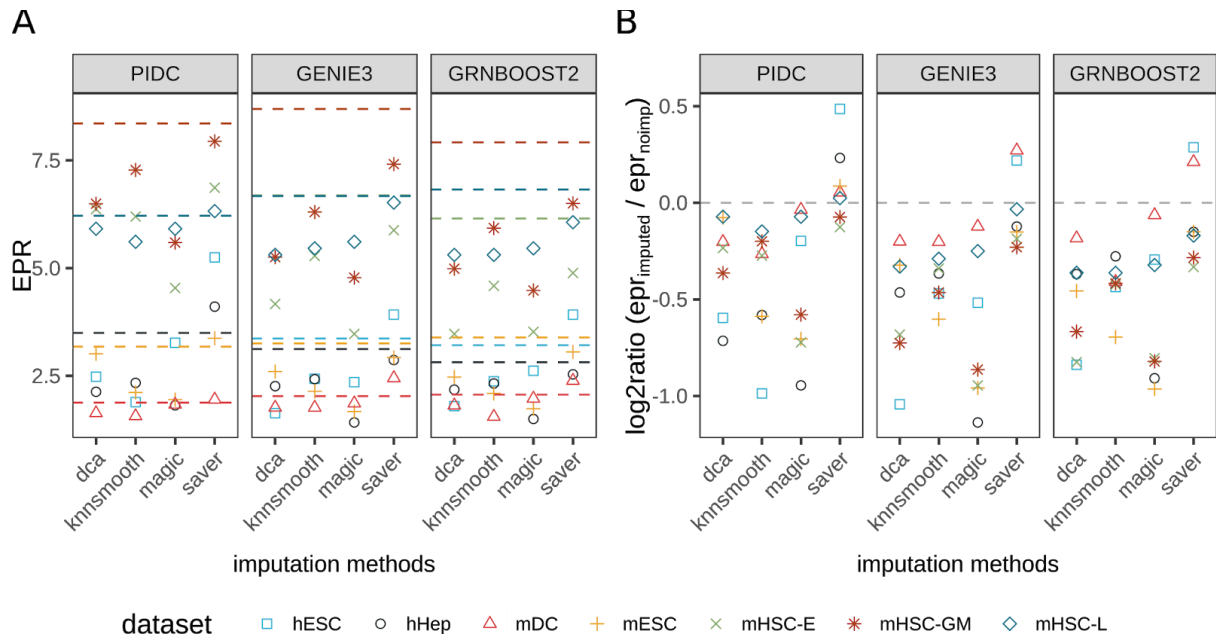 A
B
PIDC GENIE3 GRNBOOST2
PIDC GENIE3 GRNBOOST2
EPR
7.5
5.0
2.5
log2ratio (epr_imputed / epr_noimp)
0.5
0.0
-0.5
-1.0
dca knnsmooth magic saver
dca knnsmooth magic saver
dca knnsmooth magic saver
dca knnsmooth magic saver
dca knnsmooth magic saver
dca knnsmooth magic saver
imputation methods
imputation methods
dataset hESC hHep mDC mESC mHSC-E mHSC-GM mHSC-L